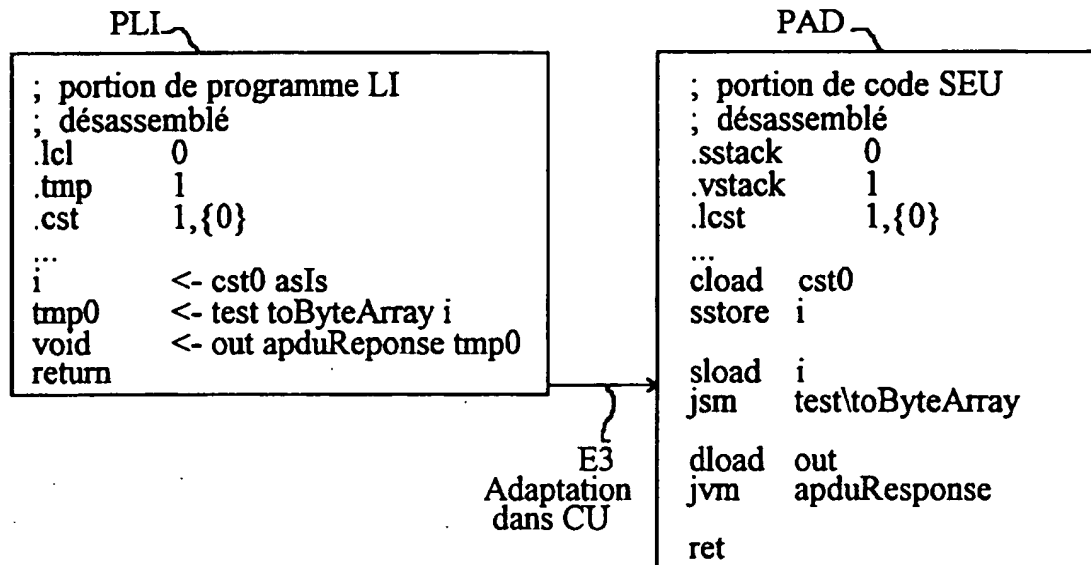 PLI
; portion de programme LI
; désassemblé
.lcl 0
.tmp 1
.cst 1,{0}
...
i <- cst0 asIs
tmp0 <- test toByteArray i
void <- out apduReponse tmp0
return
E3
Adaptation
dans CU
PAD
; portion de code SEU
; désassemblé
.sstack 0
.vstack 1
.lcst 1,{0}
...
cload cst0
sstore i
sload i
jsm test\toByteArray
dload out
jvm apduResponse
ret